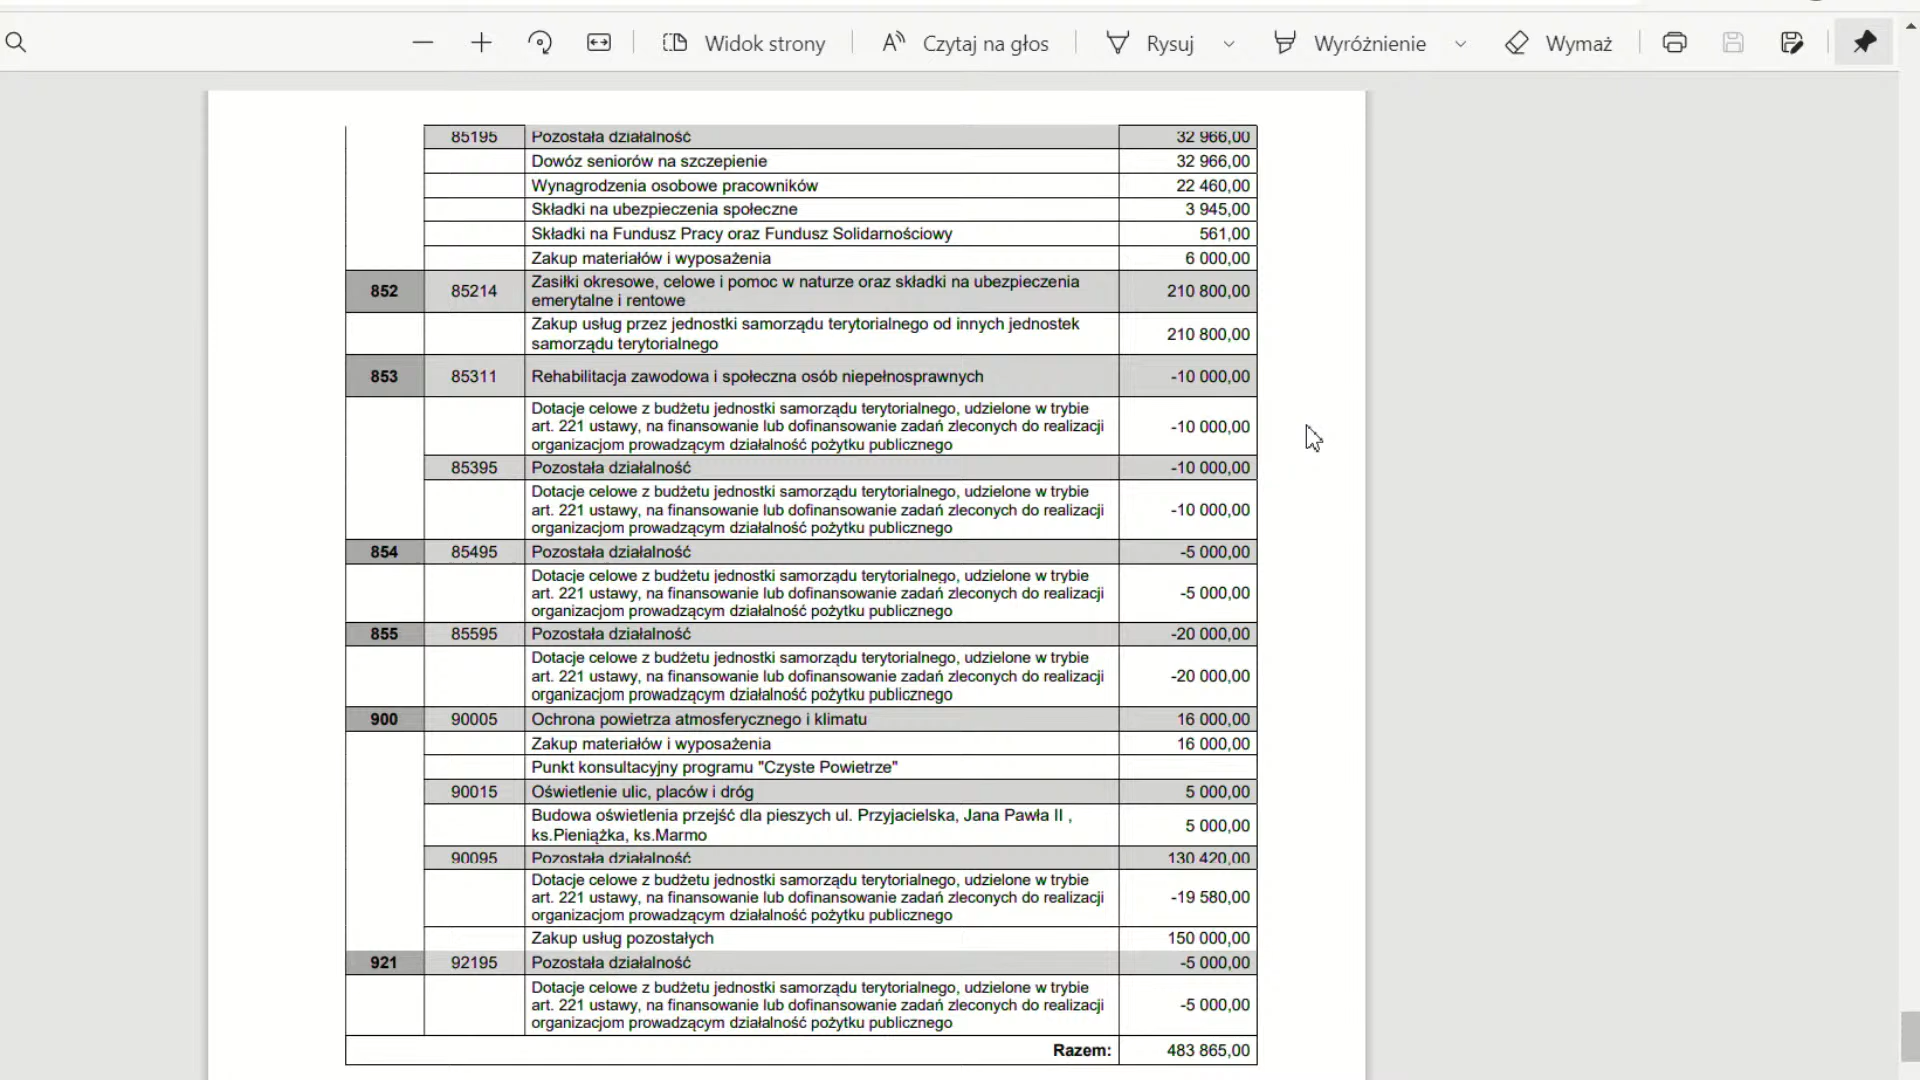 Widok strony Czytaj na głos Rysuj Wyróżnienie Wymaż
85195 Pozostała działalność 32 966,00
Dowóz seniorów na szczepienie 32 966,00
Wynagrodzenia osobowe pracowników 22 460,00
Składki na ubezpieczenia społeczne 3 945,00
Składki na Fundusz Pracy oraz Fundusz Solidarnościowy 561,00
Zakup materiałów i wyposażenia 6 000,00
852 85214 Zasiłki okresowe, celowe i pomoc w naturze oraz składki na ubezpieczenia
emerytalne i rentowe 210 800,00
Zakup usług przez jednostki samorządu terytorialnego od innych jednostek
samorządu terytorialnego 210 800,00
853 85311 Rehabilitacja zawodowa i społeczna osób niepełnosprawnych -10 000,00
Dotacje celowe z budżetu jednostki samorządu terytorialnego, udzielone w trybie
art. 221 ustawy, na finansowanie lub dofinansowanie zadań zleconych do realizacji -10 000,00
organizacjom prowadzącym działalność pożytku publicznego
85395 Pozostała działalność -10 000,00
Dotacje celowe z budżetu jednostki samorządu terytorialnego, udzielone w trybie
art. 221 ustawy, na finansowanie lub dofinansowanie zadań zleconych do realizacji -10 000,00
organizacjom prowadzącym działalność pożytku publicznego
854 85495 Pozostała działalność -5 000,00
Dotacje celowe z budżetu jednostki samorządu terytorialnego, udzielone w trybie
art. 221 ustawy, na finansowanie lub dofinansowanie zadań zleconych do realizacji -5 000,00
organizacjom prowadzącym działalność pożytku publicznego
855 85595 Pozostała działalność -20 000,00
Dotacje celowe z budżetu jednostki samorządu terytorialnego, udzielone w trybie
art. 221 ustawy, na finansowanie lub dofinansowanie zadań zleconych do realizacji -20 000,00
organizacjom prowadzącym działalność pożytku publicznego
900 90005 Ochrona powietrza atmosferycznego i klimatu 16 000,00
Zakup materiałów i wyposażenia 16 000,00
Punkt konsultacyjny programu "Czyste Powietrze"
90015 Oświetlenie ulic, placów i dróg 5 000,00
Budowa oświetlenia przejść dla pieszych ul. Przyjacielska, Jana Pawła II ,
ks.Pieniążka, ks.Marmo 5 000,00
90095 Pozostała działalność 130 420,00
Dotacje celowe z budżetu jednostki samorządu terytorialnego, udzielone w trybie
art. 221 ustawy, na finansowanie lub dofinansowanie zadań zleconych do realizacji -19 580,00
organizacjom prowadzącym działalność pożytku publicznego
Zakup usług pozostałych 150 000,00
921 92195 Pozostała działalność -5 000,00
Dotacje celowe z budżetu jednostki samorządu terytorialnego, udzielone w trybie
art. 221 ustawy, na finansowanie lub dofinansowanie zadań zleconych do realizacji -5 000,00
organizacjom prowadzącym działalność pożytku publicznego
Razem: 483 865,00